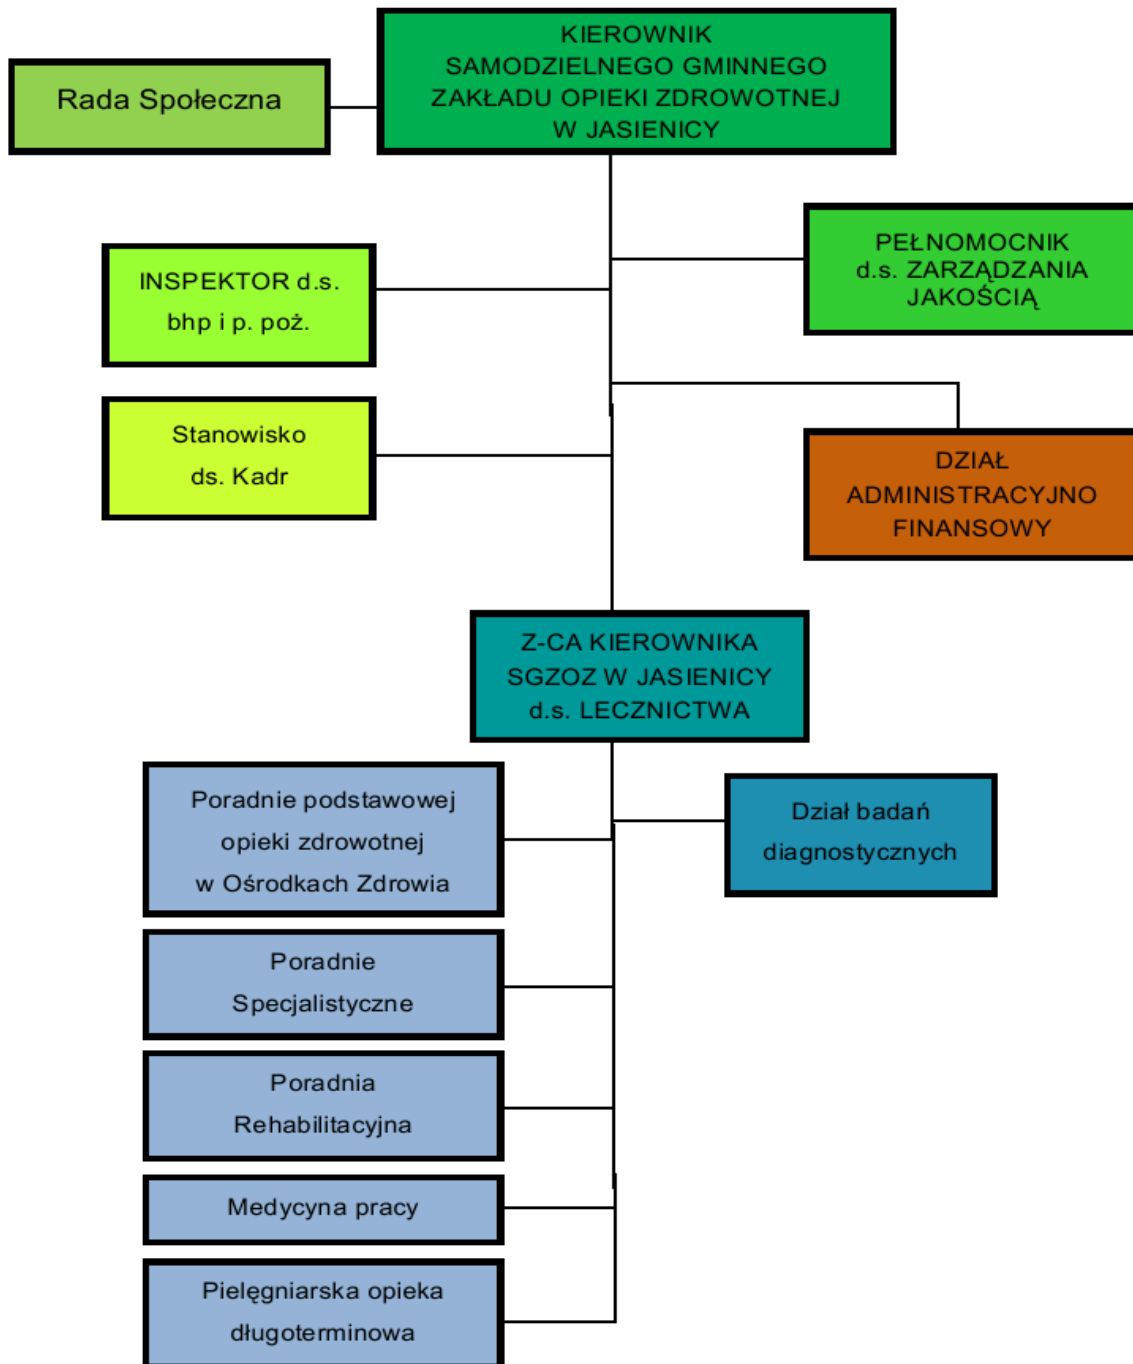 KIEROWNIK
SAMODZIELNEGO GMINNEGO
ZAKŁADU OPIEKI ZDROWOTNEJ
W JASIENICY
Rada Społeczna
PEŁNOMOCNIK
d.s. ZARZĄDZANIA
JAKOŚCIĄ
INSPEKTOR d.s.
bhp i p. poż.
Stanowisko
ds. Kadr
DZIAŁ
ADMINISTRACYJNO
FINANSOWY
Z-CA KIEROWNIKA
SGZOZ W JASIENICY
d.s. LECZNICTWA
Poradnie podstawowej
opieki zdrowotnej
w Ośrodkach Zdrowia
Dział badań
diagnostycznych
Poradnie
Specjalistyczne
Poradnia
Rehabilitacyjna
Medycyna pracy
Pielęgniarska opieka
długoterminowa